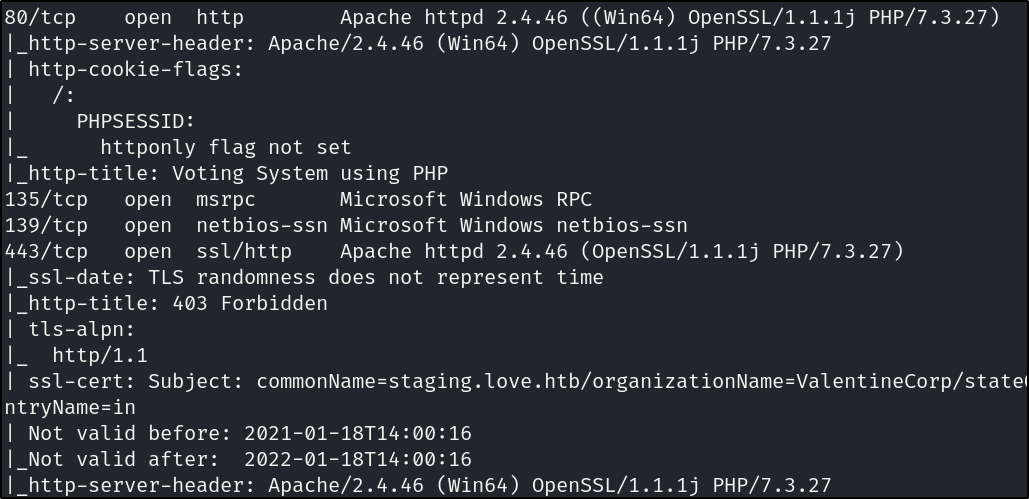 80/tcp    open  http          Apache httpd 2.4.46 ((Win64) OpenSSL/1.1.1j PHP/7.3.27)
|_http-server-header: Apache/2.4.46 (Win64) OpenSSL/1.1.1j PHP/7.3.27
| http-cookie-flags:
|   /:
|     PHPSESSID:
|_      httponly flag not set
|_http-title: Voting System using PHP
135/tcp   open  msrpc         Microsoft Windows RPC
139/tcp   open  netbios-ssn Microsoft Windows netbios-ssn
443/tcp   open  ssl/http    Apache httpd 2.4.46 (OpenSSL/1.1.1j PHP/7.3.27)
|_ssl-date: TLS randomness does not represent time
|_http-title: 403 Forbidden
| tls-alpn:
|_  http/1.1
| ssl-cert: Subject: commonName=staging.love.htb/organizationName=ValentineCorp/state
ntryName=in
| Not valid before: 2021-01-18T14:00:16
|_Not valid after:  2022-01-18T14:00:16
|_http-server-header: Apache/2.4.46 (Win64) OpenSSL/1.1.1j PHP/7.3.27